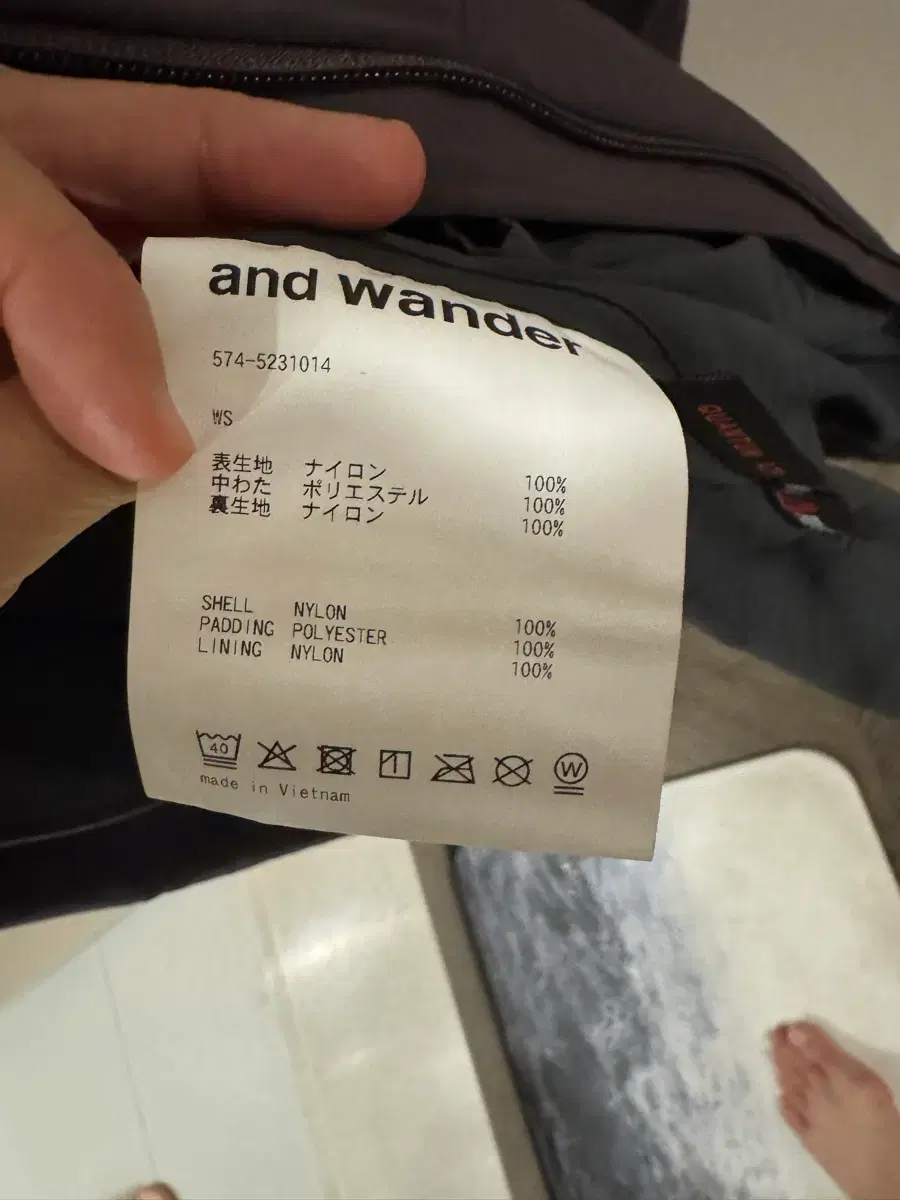 and wander
574-5231014
WS
表生地 ナイロン 100%
中わた ポリエステル 100%
裏生地 ナイロン 100%
SHELL NYLON 100%
PADDING POLYESTER 100%
LINING NYLON 100%
40 W
made in Vietnam